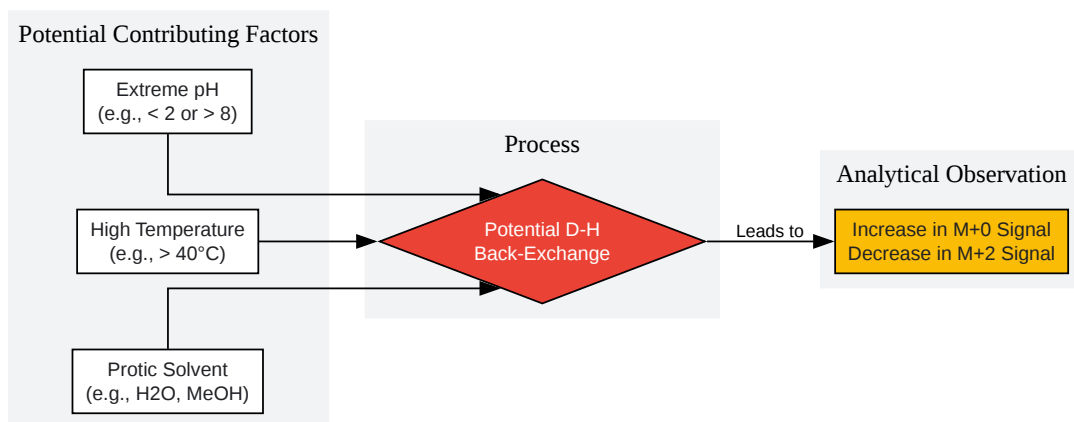 Potential Contributing Factors
Extreme pH
(e.g., < 2 or > 8)
High Temperature
(e.g., > 40°C)
Protic Solvent
(e.g., H2O, MeOH)
Process
Potential D-H
Back-Exchange
Leads to
Analytical Observation
Increase in M+0 Signal
Decrease in M+2 Signal